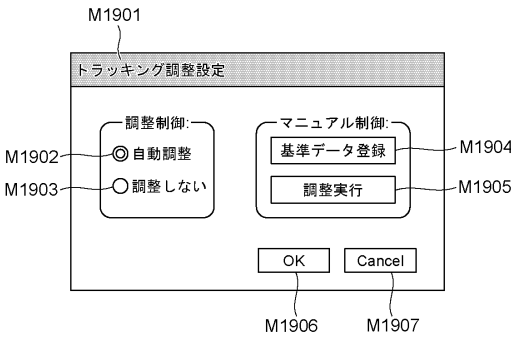 M1901
トラッキング調整設定
調整制御:
マニュアル制御:
M1902
自動調整
基準データ登録
M1904
M1903
調整しない
調整実行
M1905
OK
Cancel
M1906
M1907